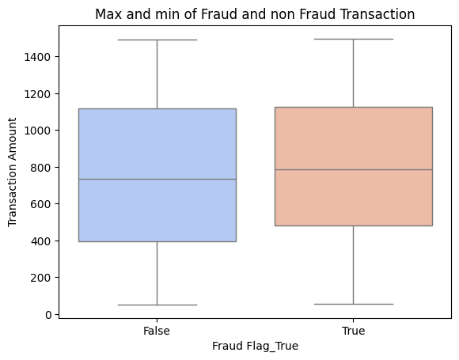 Max and min of Fraud and non Fraud Transaction
Transaction Amount
1400
1200
1000
800
600
400
200
0
False
True
Fraud Flag_True